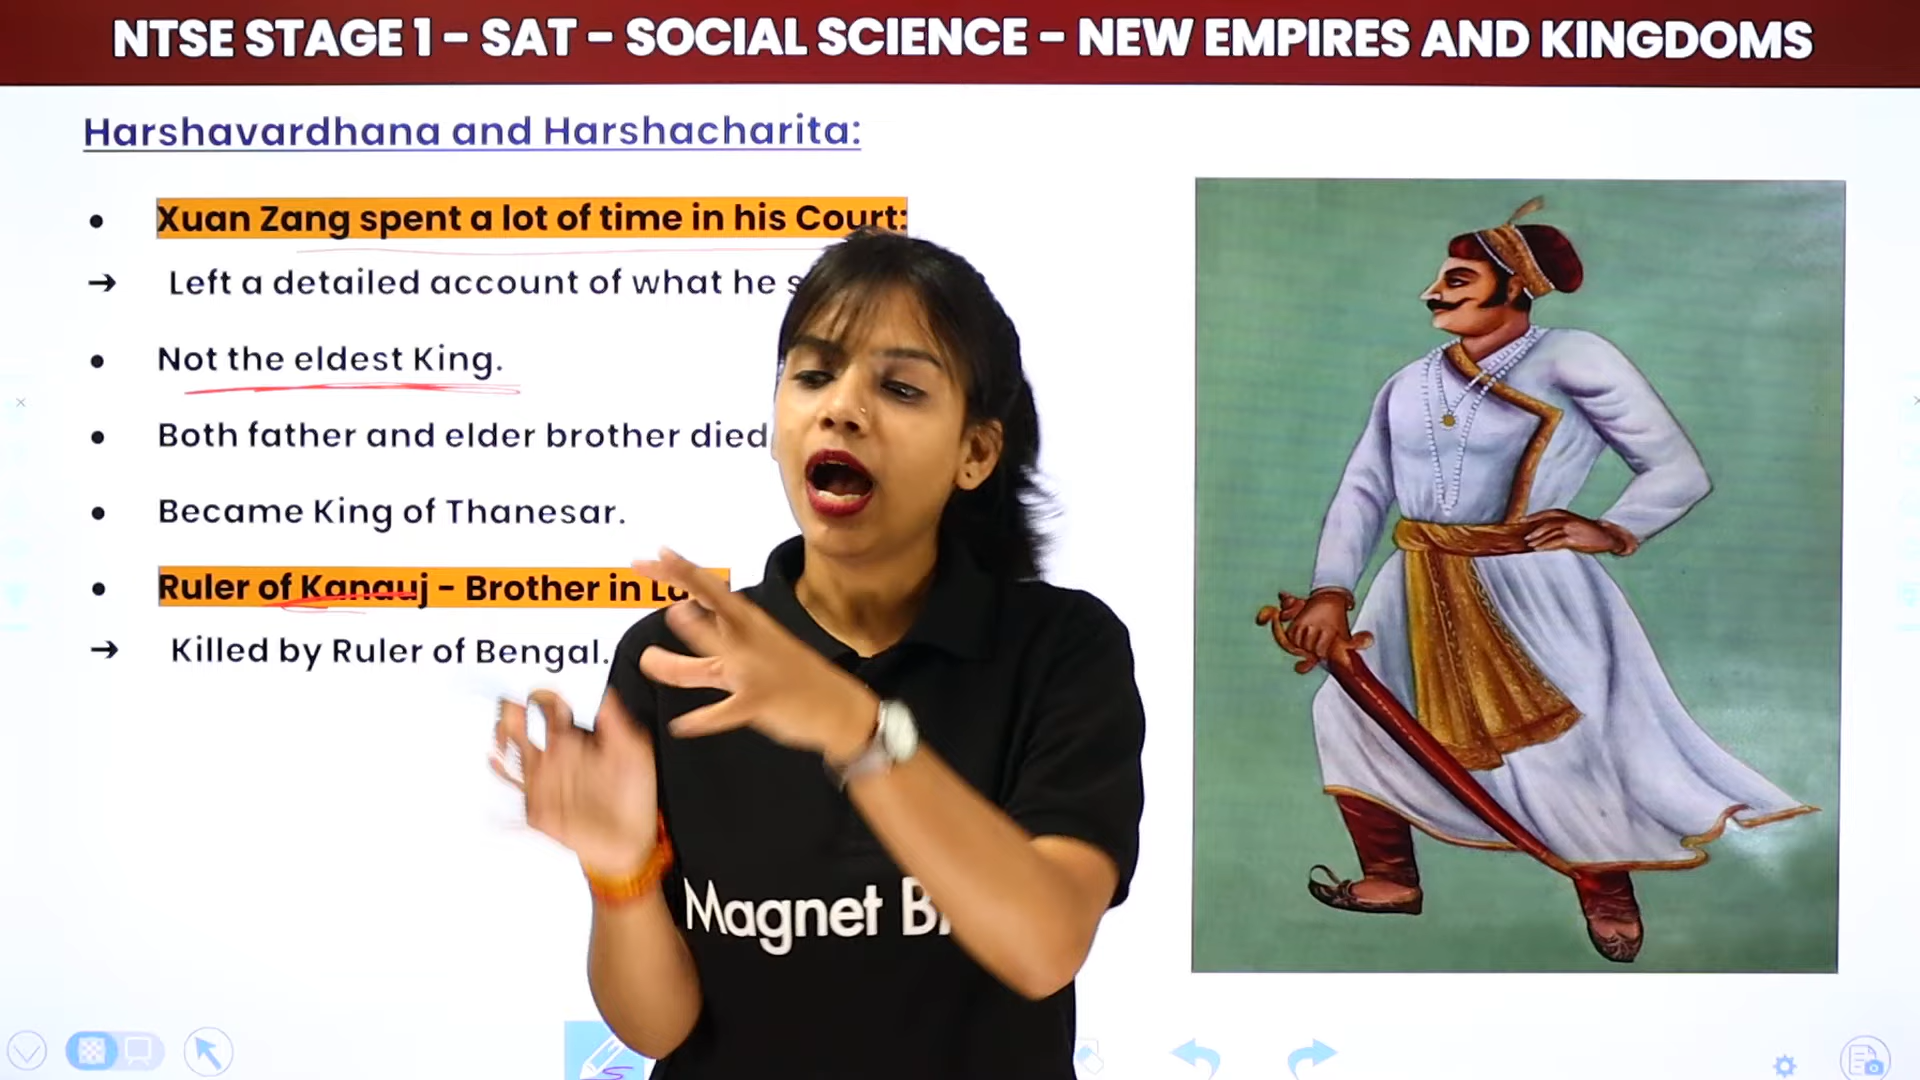 NTSE STAGE 1 - SAT - SOCIAL SCIENCE - NEW EMPIRES AND KINGDOMS
Harshavardhana and Harshacharita:
• Xuan Zang spent a lot of time in his Court:
→ Left a detailed account of what he
• Not the eldest King.
• Both father and elder brother died
• Became King of Thanesar.
• Ruler of Kanauj - Brother in
→ Killed by Ruler of Bengal.
Magnet